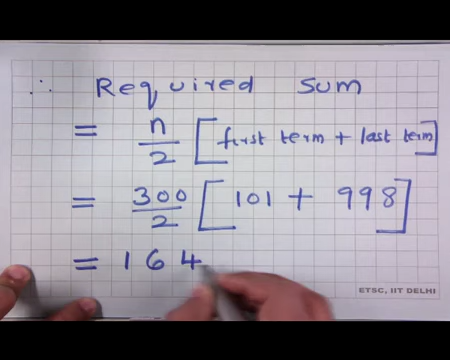 ∴ Required Sum
= n/2 [first term + last term]
= 300/2 [101 + 998]
= 164
ETSC, IIT DELHI